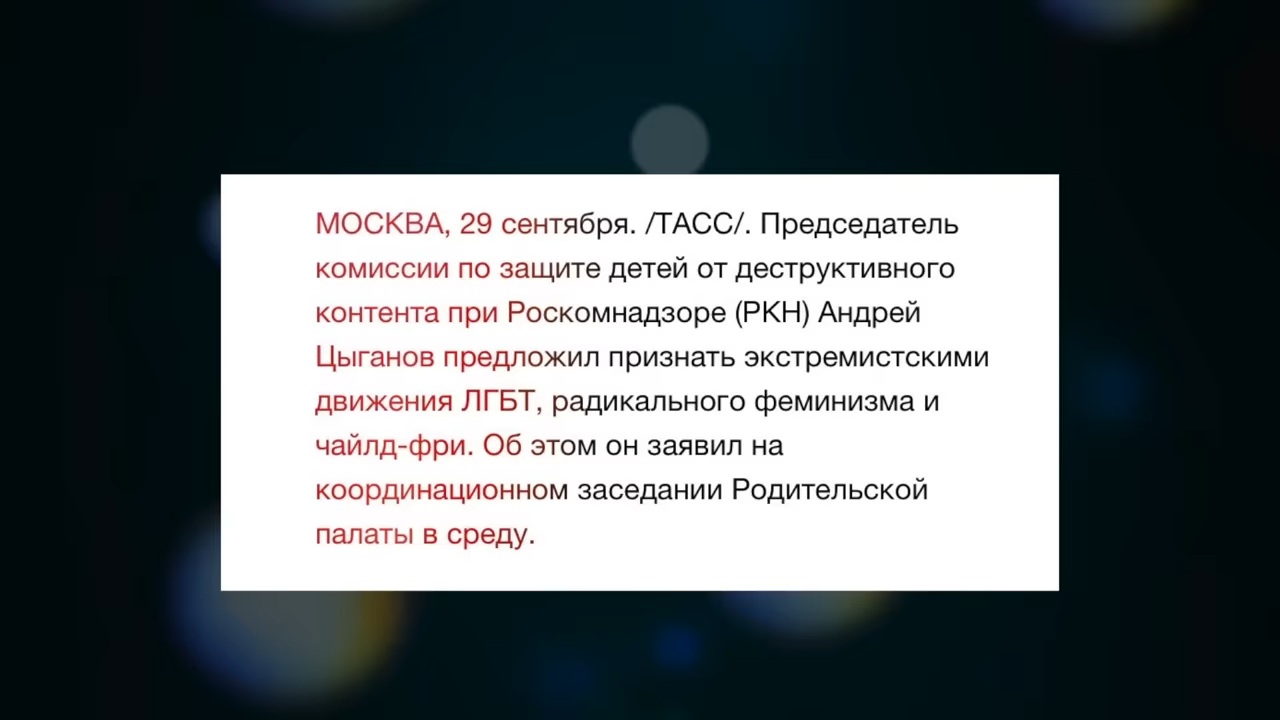 МОСКВА, 29 сентября. /ТАСС/. Председатель
комиссии по защите детей от деструктивного
контента при Роскомнадзоре (РКН) Андрей
Цыганов предложил признать экстремистскими
движения ЛГБТ, радикального феминизма и
чайлд-фри. Об этом он заявил на
координационном заседании Родительской
палаты в среду.